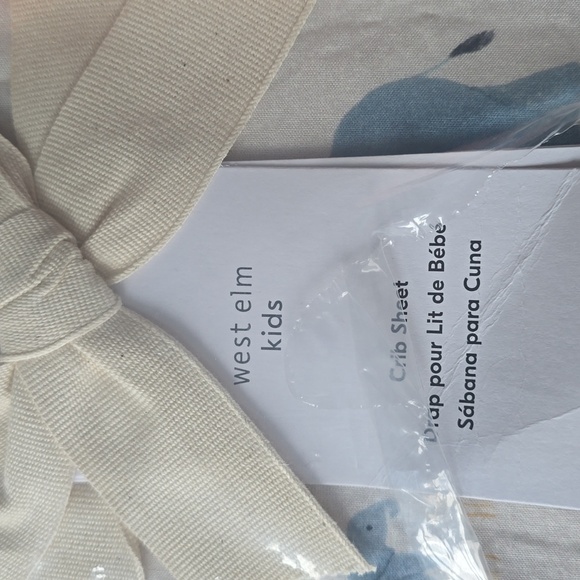 west elm
kids
Crib Sheet
Drap pour Lit de Bébé
Sábana para Cuna